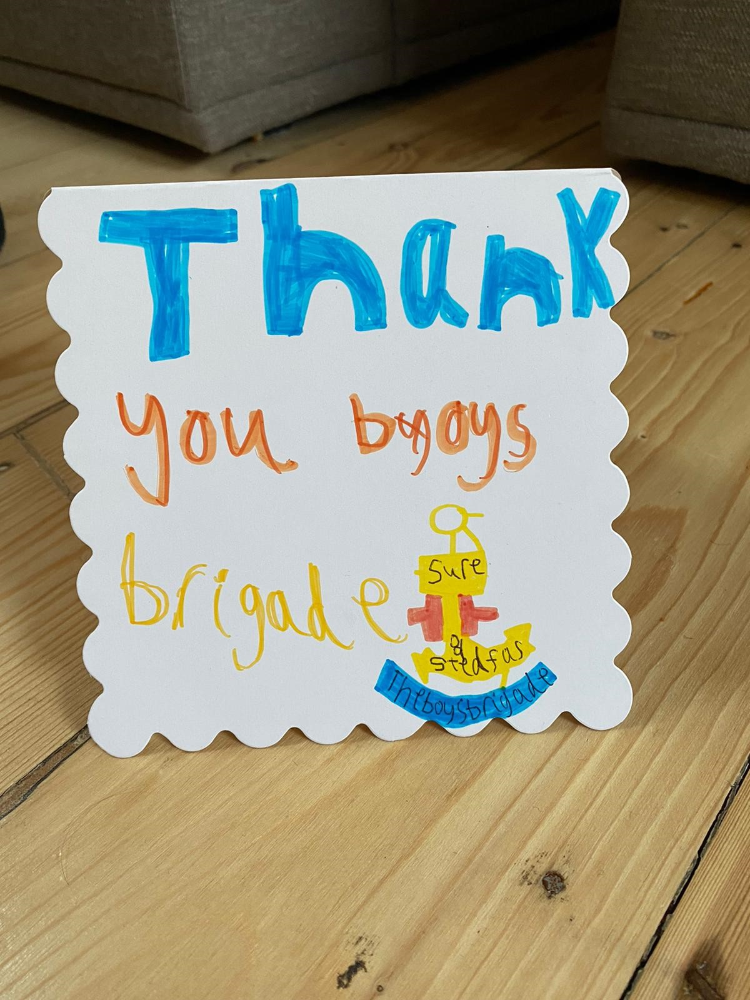 Thank
you boys
brigade
Sure
&
stedfas
Theboysbrigade